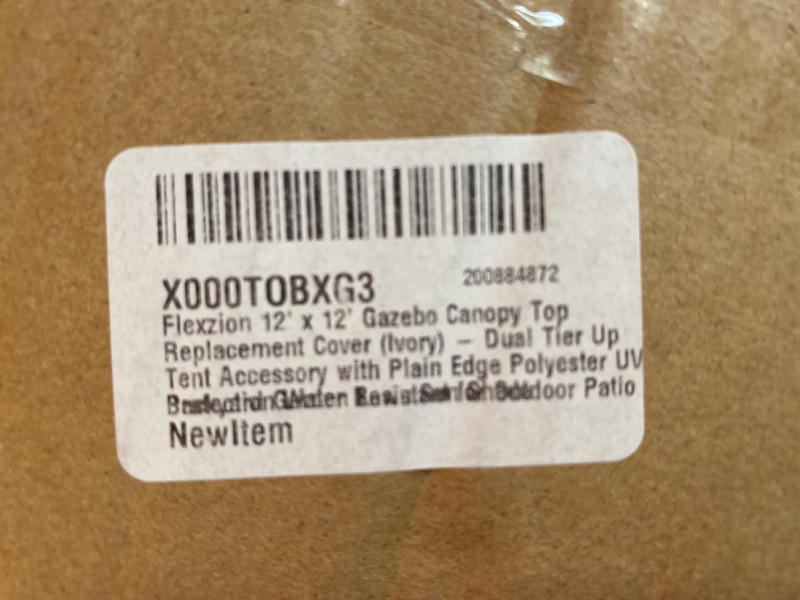 X000TOBXG3 200884872
Flexzion 12' x 12' Gazebo Canopy Top
Replacement Cover (Ivory) – Dual Tier Up
Tent Accessory with Plain Edge Polyester UV
Outdoor Patio
NewItem